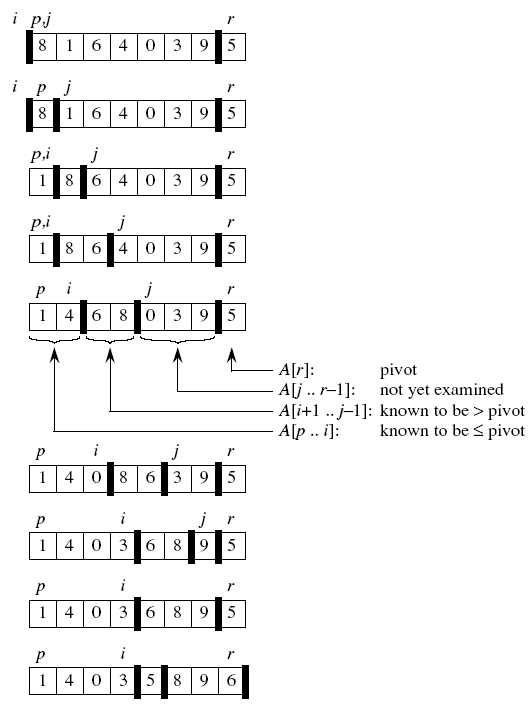 i p,j r
8 1 6 4 0 3 9 5
i p j r
8 1 6 4 0 3 9 5
p,i j r
1 8 6 4 0 3 9 5
p,i j r
1 8 6 4 0 3 9 5
p i j r
1 4 6 8 0 3 9 5
A[r]: pivot
A[j .. r–1]: not yet examined
A[i+1 .. j–1]: known to be > pivot
A[p .. i]: known to be ≤ pivot
p i j r
1 4 0 8 6 3 9 5
p i j r
1 4 0 3 6 8 9 5
p i r
1 4 0 3 6 8 9 5
p i r
1 4 0 3 5 8 9 6